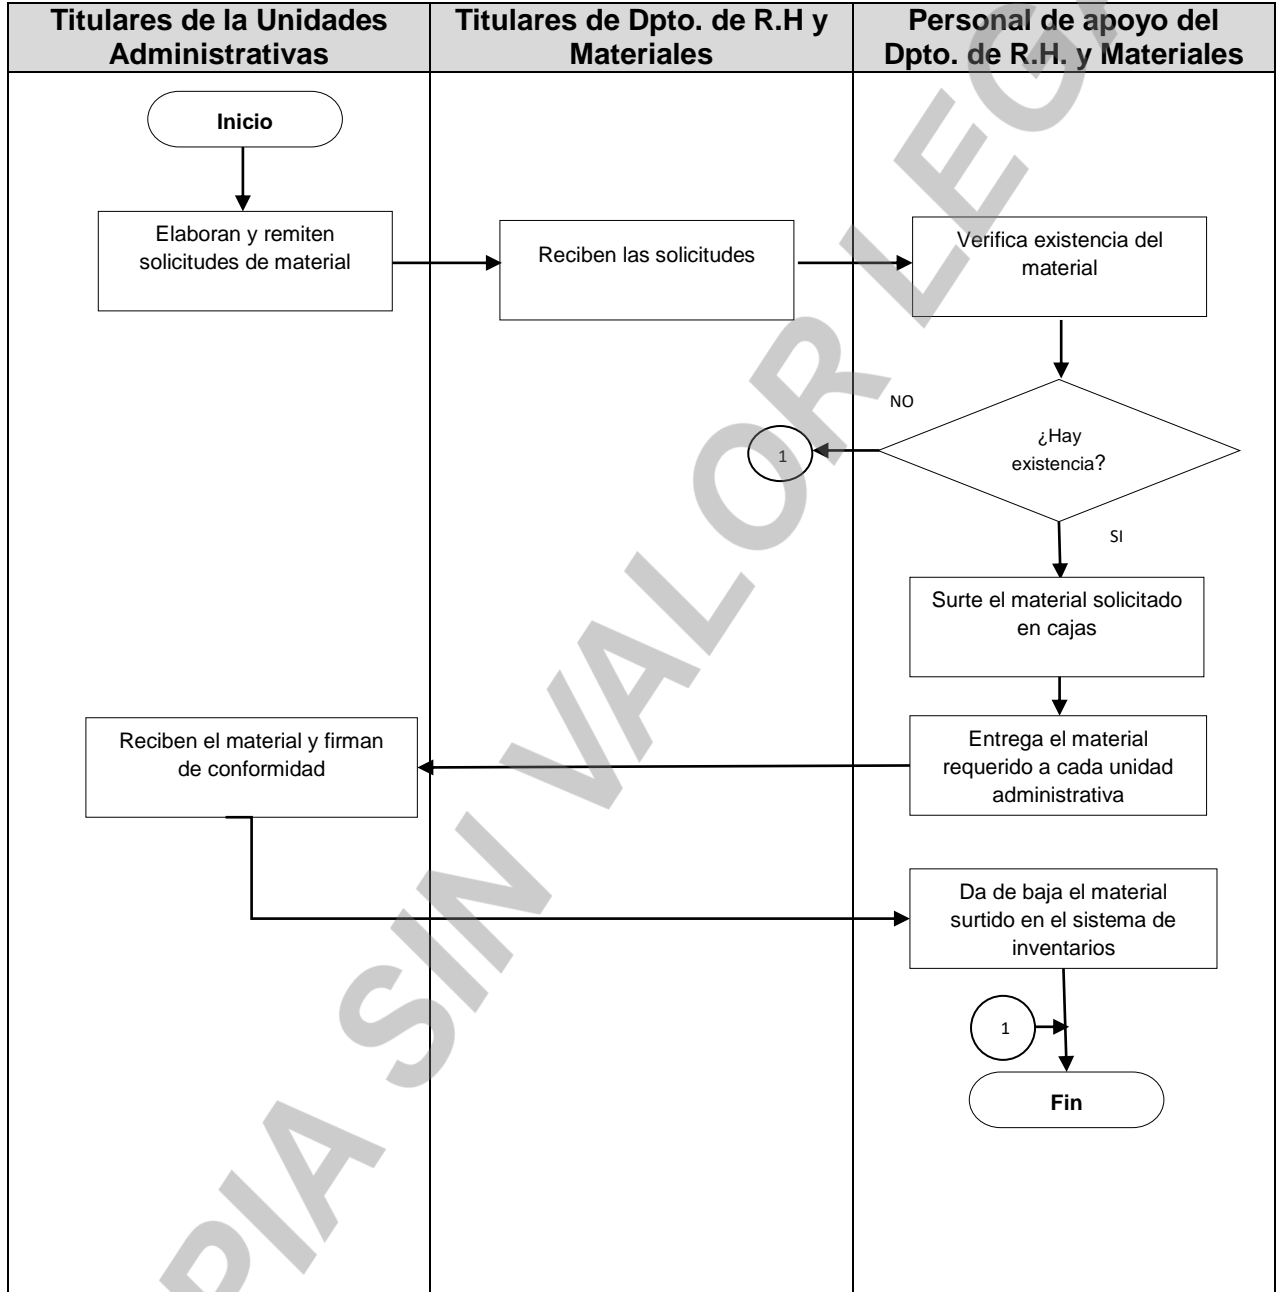 Titulares de la Unidades
Administrativas
Titulares de Dpto. de R.H y
Materiales
Personal de apoyo del
Dpto. de R.H. y Materiales
Inicio
Elaboran y remiten
solicitudes de material
Reciben las solicitudes
Verifica existencia del
material
NO
¿Hay
existencia?
1
SI
Surte el material solicitado
en cajas
Reciben el material y firman
de conformidad
Entrega el material
requerido a cada unidad
administrativa
Da de baja el material
surtido en el sistema de
inventarios
1
Fin
PIA SIN VALOR LEGA